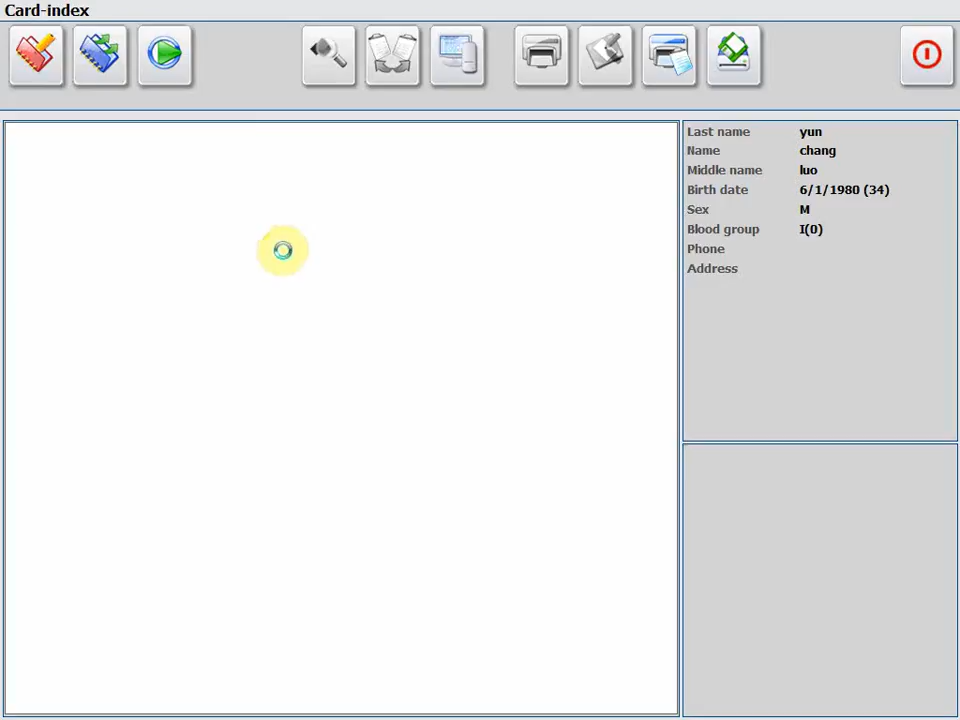 Card-index
Last name yun
Name chang
Middle name luo
Birth date 6/1/1980 (34)
Sex M
Blood group I(0)
Phone
Address